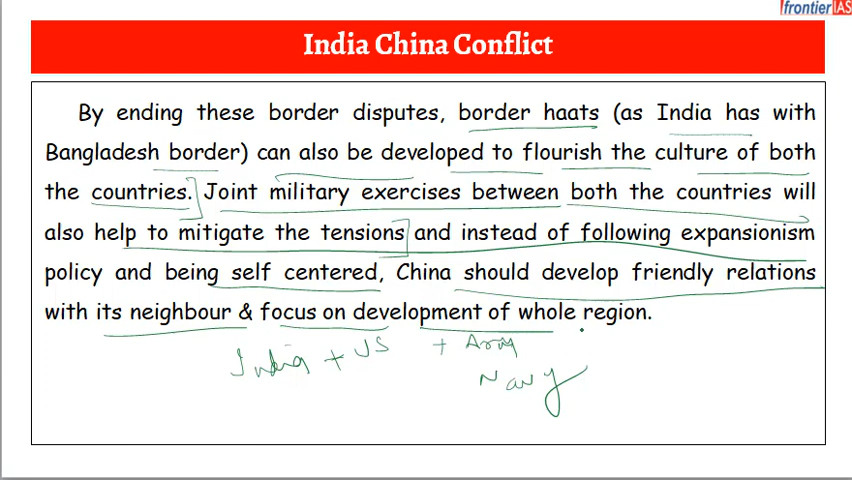 frontierIAS
India China Conflict
By ending these border disputes, border haats (as India has with
Bangladesh border) can also be developed to flourish the culture of both
the countries. Joint military exercises between both the countries will
also help to mitigate the tensions and instead of following expansionism
policy and being self centered, China should develop friendly relations
with its neighbour & focus on development of whole region.
India + US + Army
Navy